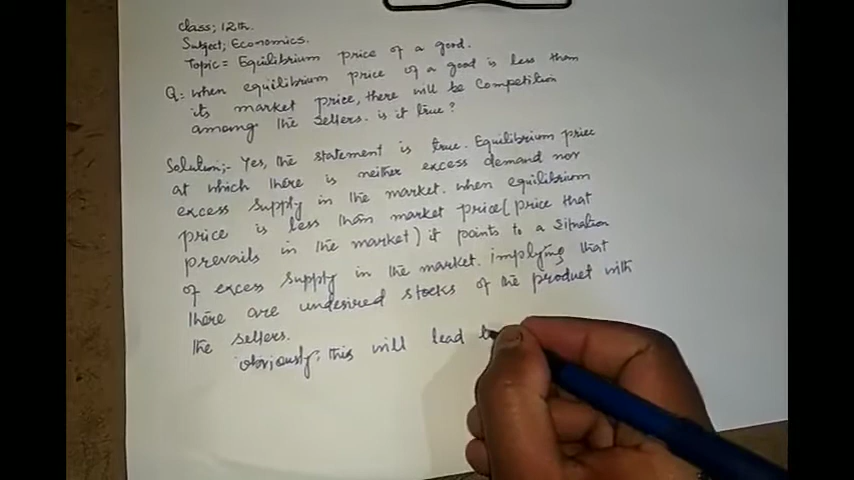 Class; 12th.
Subject; Economics.
Topic = Equilibrium price of a good.
Q: when equilibrium price of a good is less than
its market price, there will be competition
among the sellers. is it true?
Solution;- Yes, the statement is true. Equilibrium price
at which there is neither excess demand nor
excess supply in the market. when equilibrium
price is less than market price (price that
prevails in the market) it points to a situation
of excess supply in the market. implying that
there are undesired stocks of the product with
the sellers.
obviously; this will lead